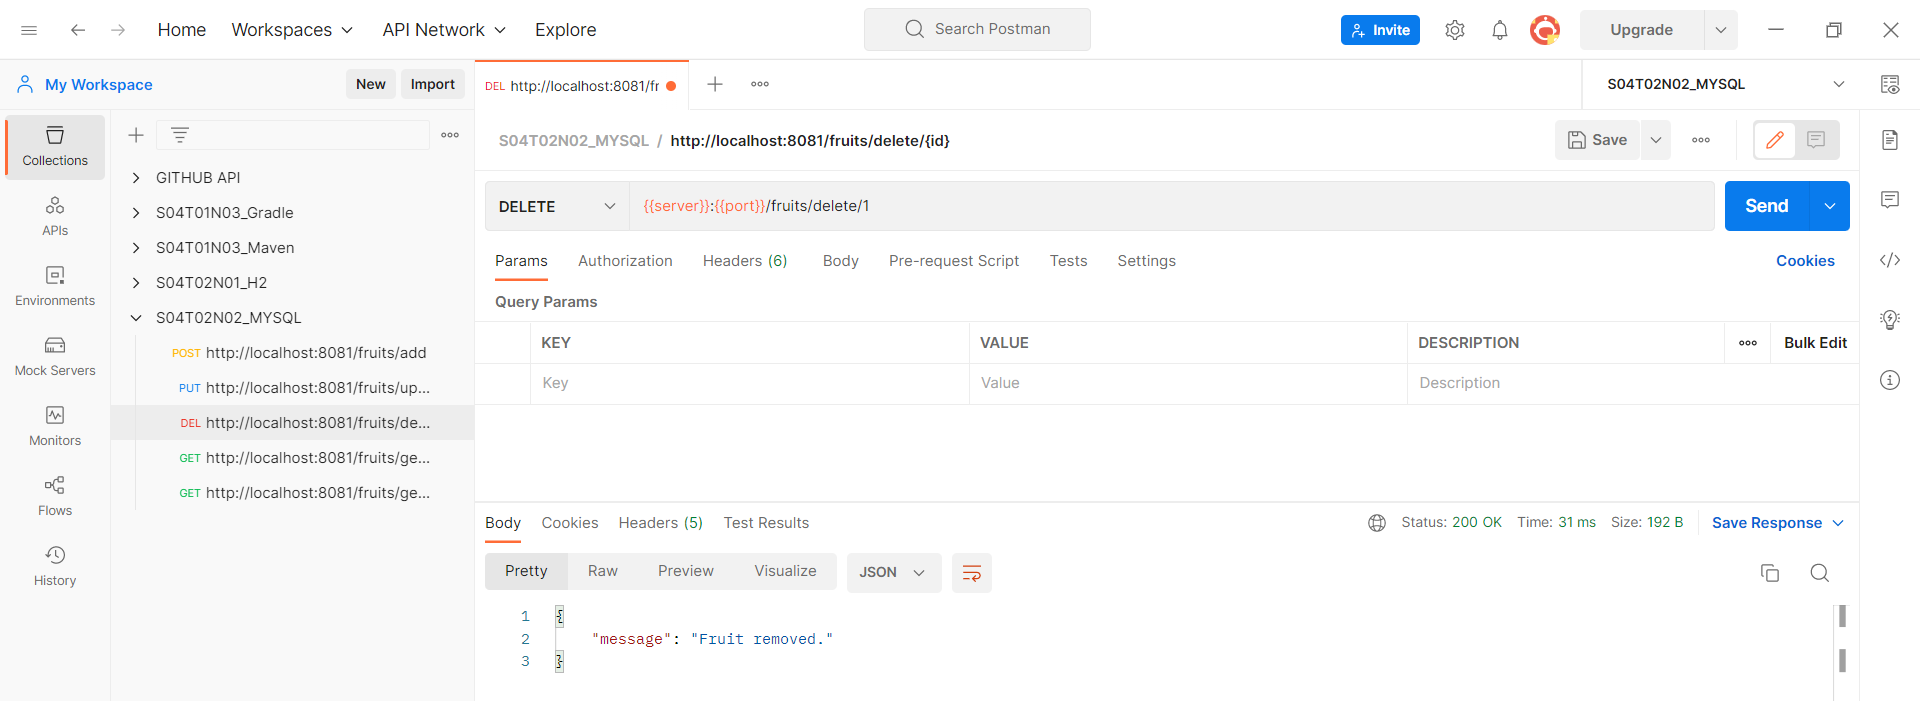 Home Workspaces API Network Explore Search Postman Invite Upgrade
My Workspace New Import DEL http://localhost:8081/fr S04T02N02_MYSQL
Collections
APIs
Environments
Mock Servers
Monitors
Flows
History
GITHUB API
S04T01N03_Gradle
S04T01N03_Maven
S04T02N01_H2
S04T02N02_MYSQL
POST http://localhost:8081/fruits/add
PUT http://localhost:8081/fruits/up...
DEL http://localhost:8081/fruits/de...
GET http://localhost:8081/fruits/ge...
GET http://localhost:8081/fruits/ge...
S04T02N02_MYSQL / http://localhost:8081/fruits/delete/{id} Save
DELETE {{server}}:{{port}}/fruits/delete/1 Send
Params Authorization Headers (6) Body Pre-request Script Tests Settings Cookies
Query Params
KEY VALUE DESCRIPTION Bulk Edit
Key Value Description
Body Cookies Headers (5) Test Results Status: 200 OK Time: 31 ms Size: 192 B Save Response
Pretty Raw Preview Visualize JSON
1 {
2 "message": "Fruit removed."
3 }